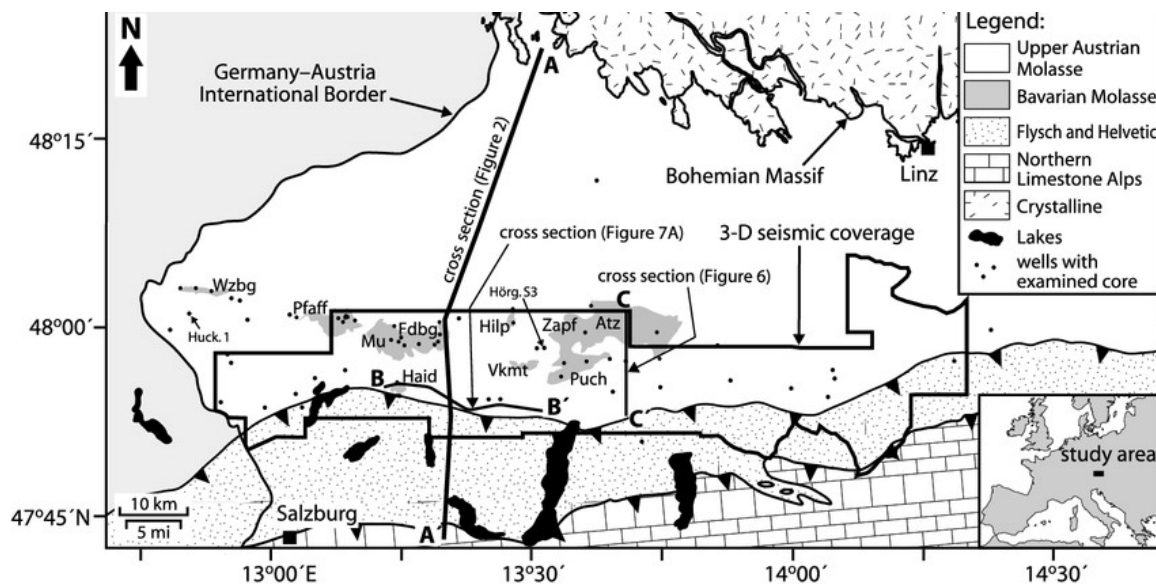 N
Germany–Austria
International Border
A
48°15´
cross section (Figure 2)
Bohemian Massif
Linz
cross section (Figure 7A)
3-D seismic coverage
cross section (Figure 6)
Wzbg
Hörg. S3
C
Pfaff
48°00´
Huck. 1
Fdbg
Mu
Hilp
Zapf
Atz
Vkmt
B
Haid
Puch
B´
C´
10 km
5 mi
47°45´
Salzburg
A´
13°00´ E
13°30´
14°00´
14°30´
Legend:
Upper Austrian
Molasse
Bavarian Molasse
Flysch and Helvetic
Northern
Limestone Alps
Crystalline
Lakes
wells with
examined core
study area